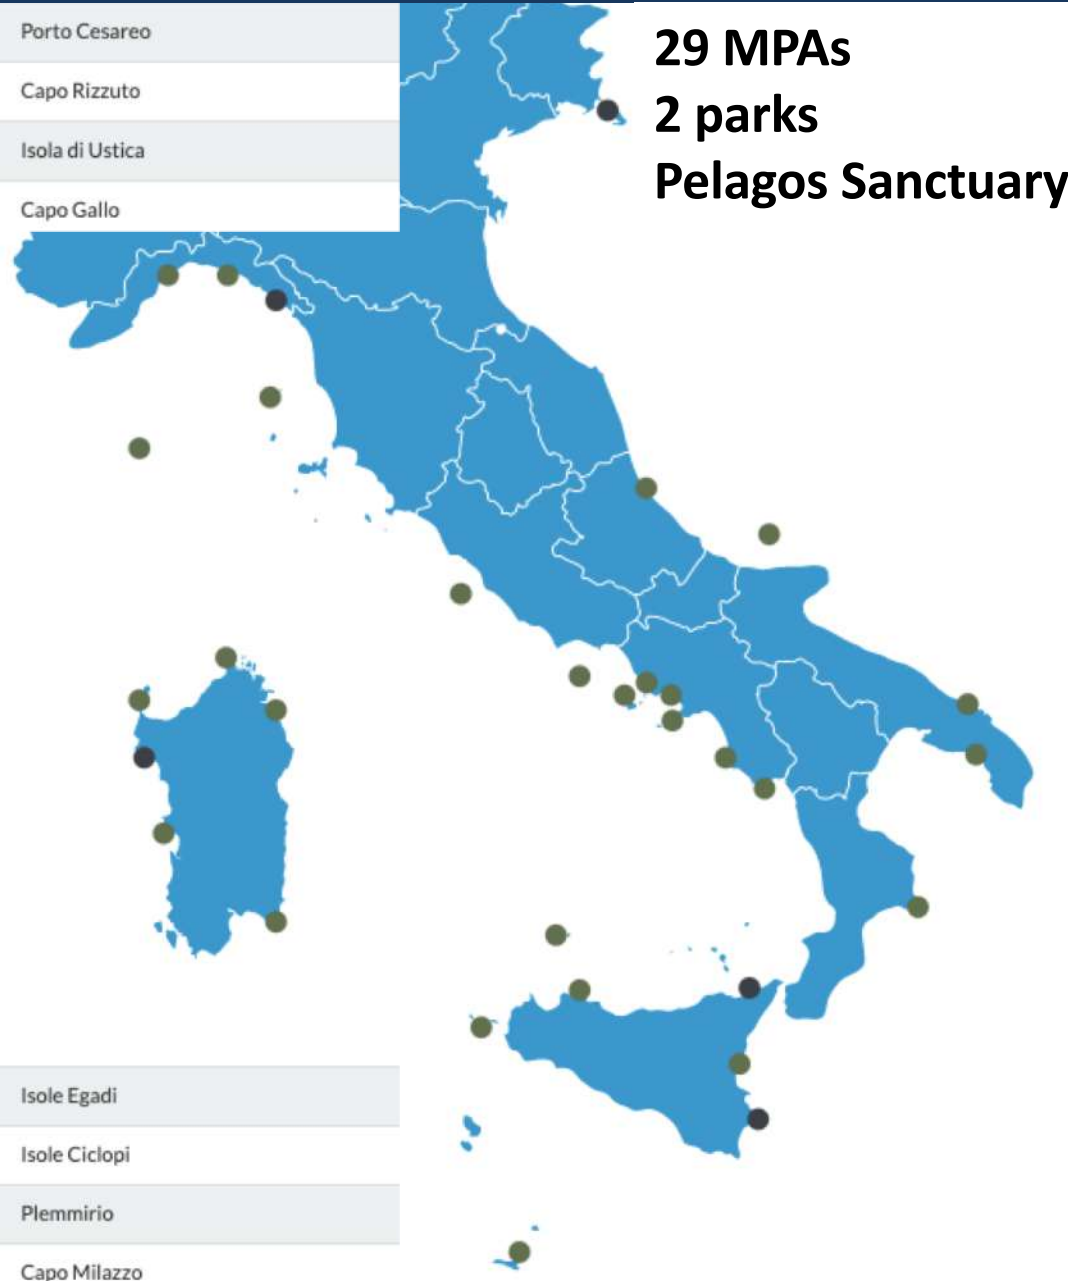 Porto Cesareo
Capo Rizzuto
Isola di Ustica
Capo Gallo
29 MPAs
2 parks
Pelagos Sanctuary
Isole Egadi
Isole Ciclopi
Plemmirio
Capo Milazzo